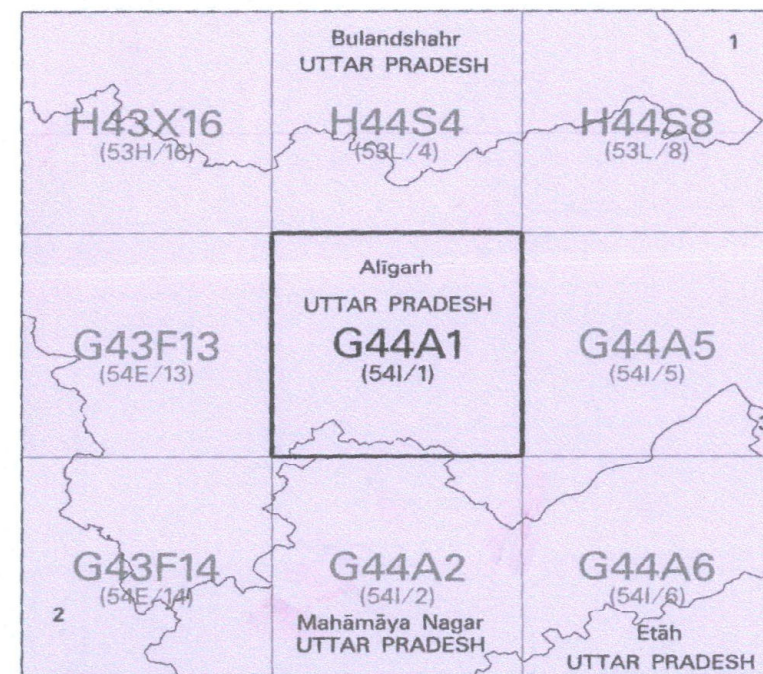 Bulandshahr
UTTAR PRADESH
1
H43X16
(53H/16)
H44S4
(53L/4)
H44S8
(53L/8)
Alīgarh
UTTAR PRADESH
G43F13
(54E/13)
G44A1
(54I/1)
G44A5
(54I/5)
3
G43F14
(54E/14)
G44A2
(54I/2)
G44A6
(54I/6)
2
Mahāmāya Nagar
UTTAR PRADESH
Etāh
UTTAR PRADESH